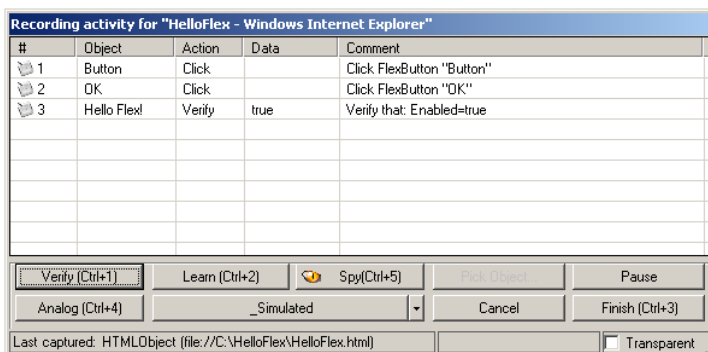 Recording activity for "HelloFlex - Windows Internet Explorer"
# Object Action Data Comment
1 Button Click Click FlexButton "Button"
2 OK Click Click FlexButton "OK"
3 Hello Flex! Verify true Verify that: Enabled=true
Verify (Ctrl+1) Learn (Ctrl+2) Spy(Ctrl+5) Pick Object... Pause
Analog (Ctrl+4) _Simulated Cancel Finish (Ctrl+3)
Last captured: HTMLObject (file://C:\HelloFlex\HelloFlex.html) Transparent